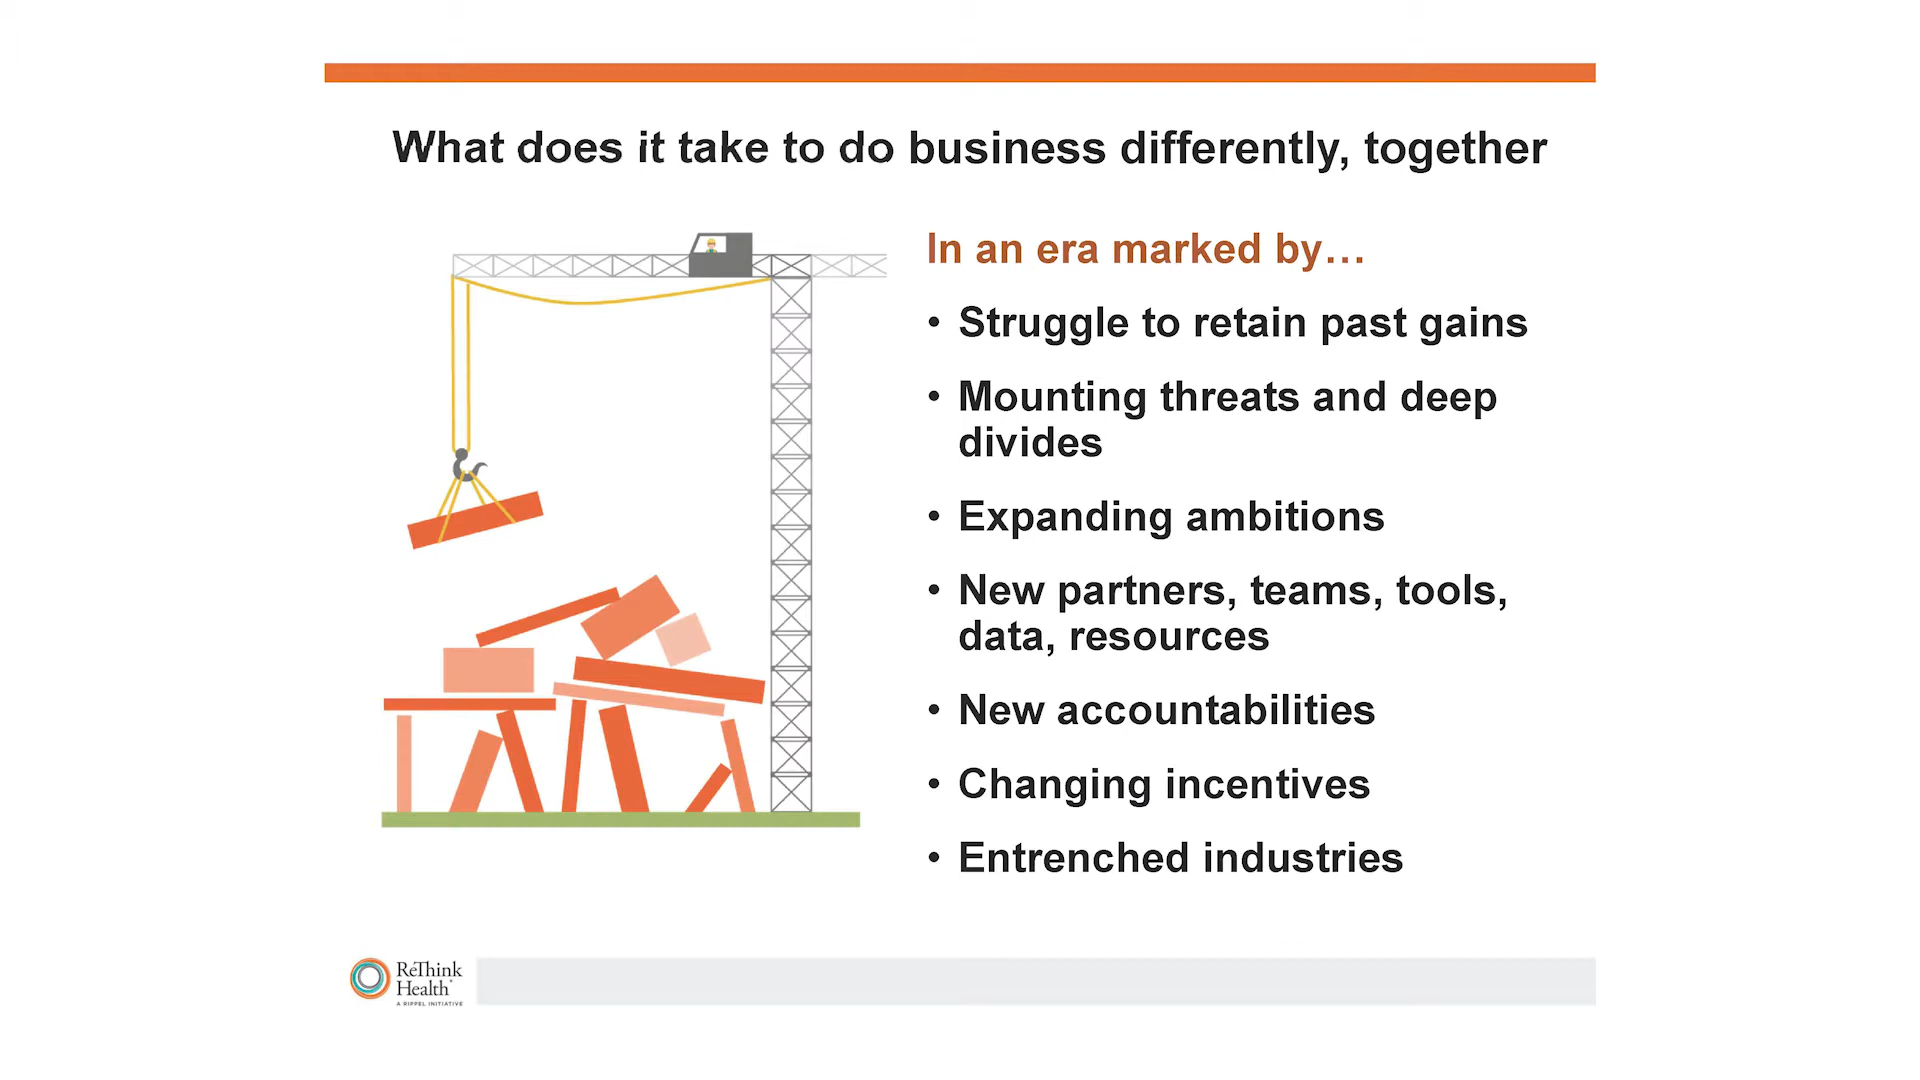 What does it take to do business differently, together
In an era marked by…
• Struggle to retain past gains
• Mounting threats and deep
divides
• Expanding ambitions
• New partners, teams, tools,
data, resources
• New accountabilities
• Changing incentives
• Entrenched industries
ReThink
Health
A RIPPEL INITIATIVE